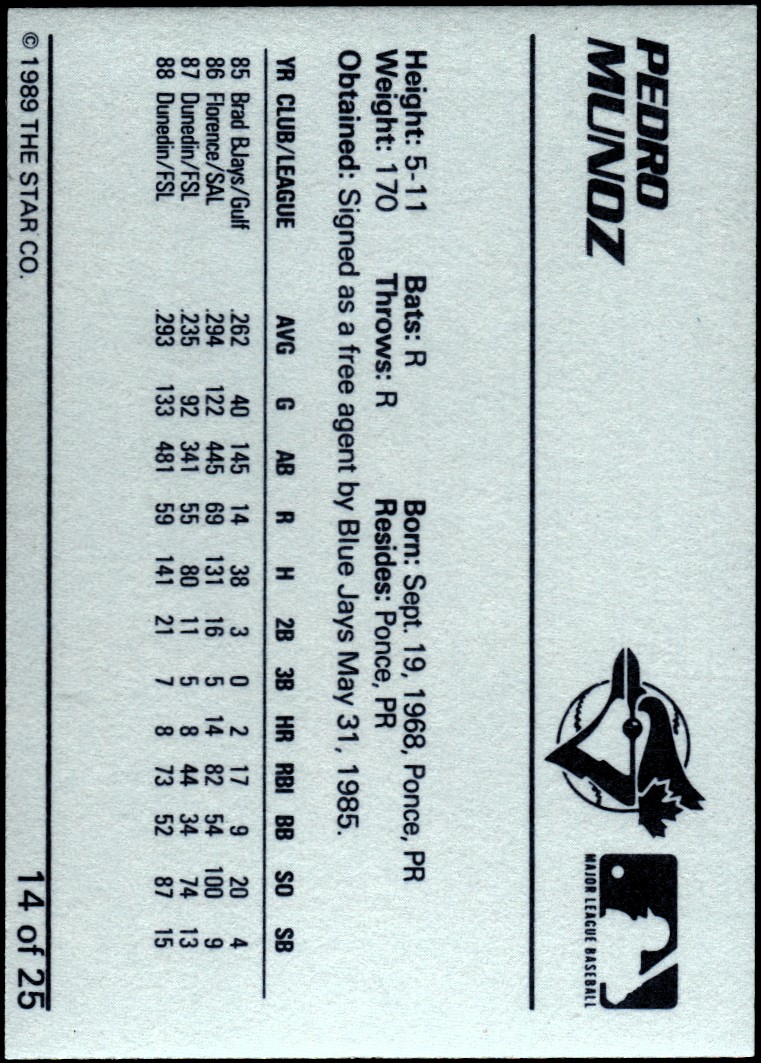 PEDRO
MUNOZ
MAJOR LEAGUE BASEBALL
Height: 5-11 Bats: R Born: Sept. 19, 1968, Ponce, PR
Weight: 170 Throws: R Resides: Ponce, PR
Obtained: Signed as a free agent by Blue Jays May 31, 1985.
YR CLUB/LEAGUE AVG G AB R H 2B 3B HR RBI BB SO SB
85 Brad BJays/Gulf .262 40 145 14 38 3 0 2 17 9 20 4
86 Florence/SAL .294 122 445 69 131 16 5 14 82 54 100 9
87 Dunedin/FSL .235 92 341 55 80 11 5 8 44 34 74 13
88 Dunedin/FSL .293 133 481 59 141 21 7 8 73 52 87 15
© 1989 THE STAR CO. 14 of 25